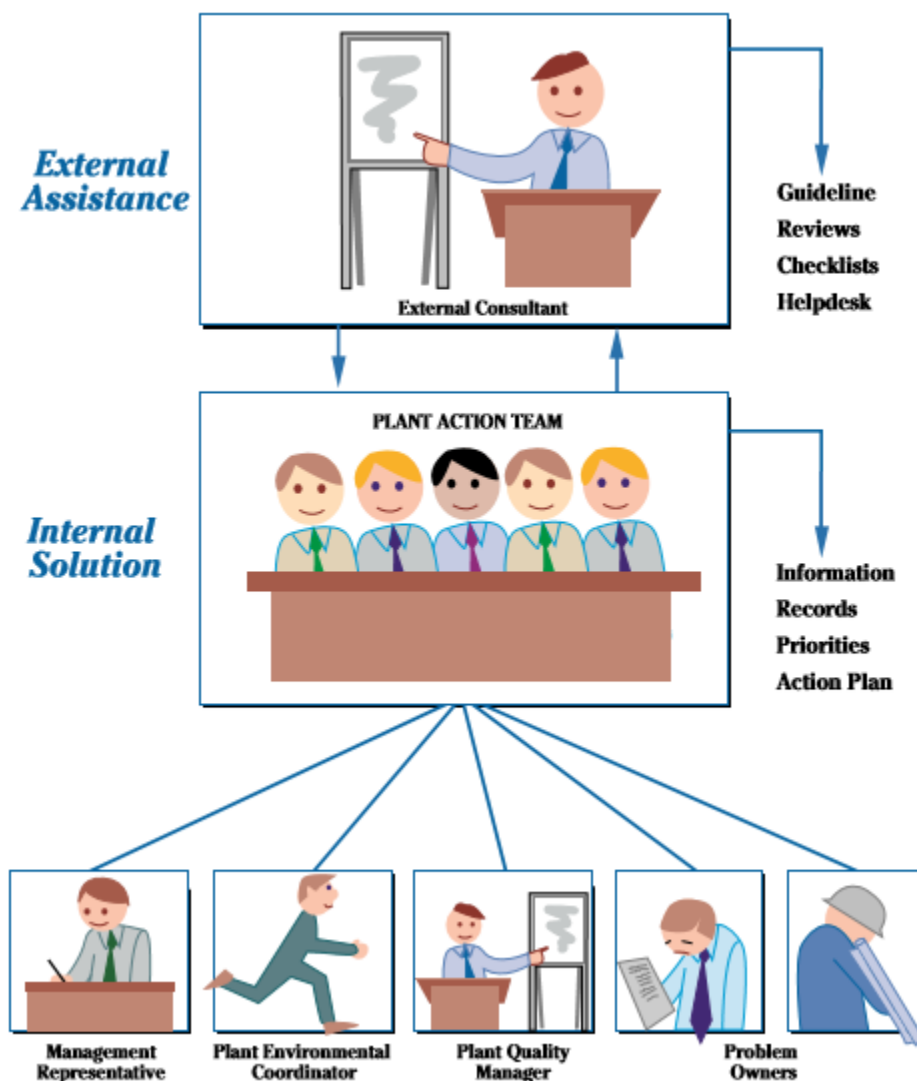 External
Assistance
External Consultant
Guideline
Reviews
Checklists
Helpdesk
PLANT ACTION TEAM
Internal
Solution
Information
Records
Priorities
Action Plan
Management
Representative
Plant Environmental
Coordinator
Plant Quality
Manager
Problem
Owners